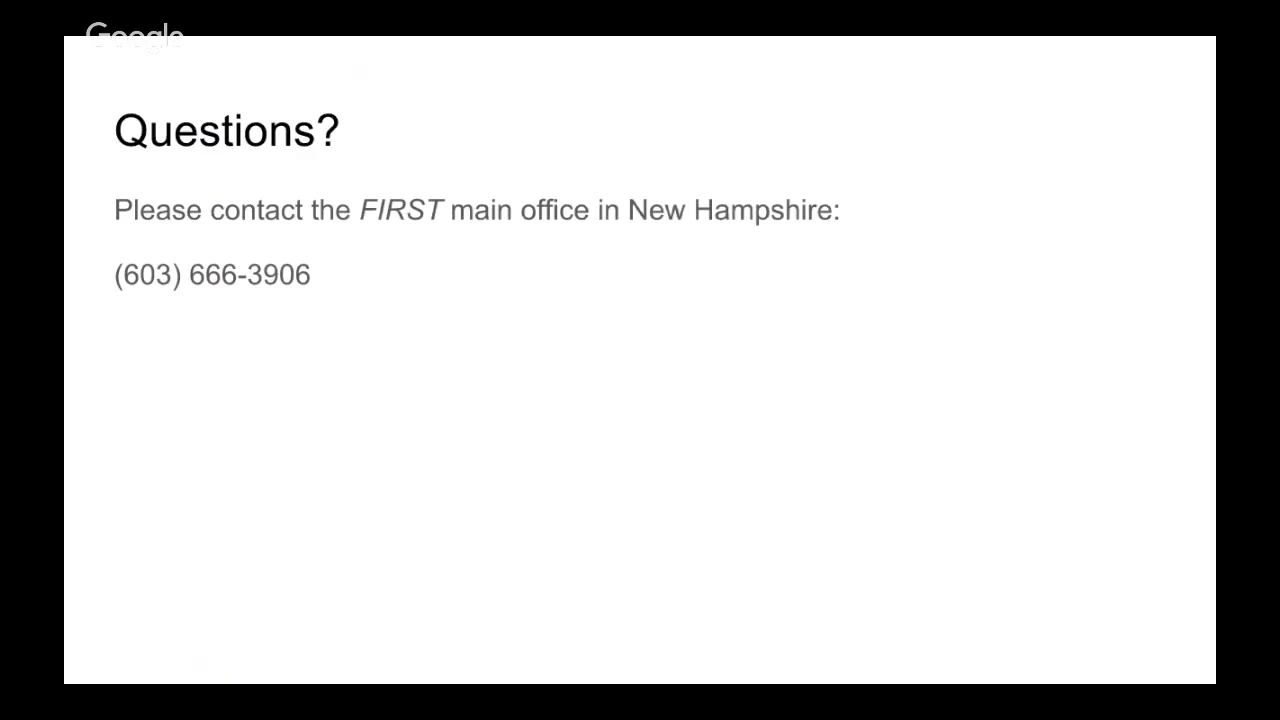 Google
Questions?
Please contact the FIRST main office in New Hampshire:
(603) 666-3906